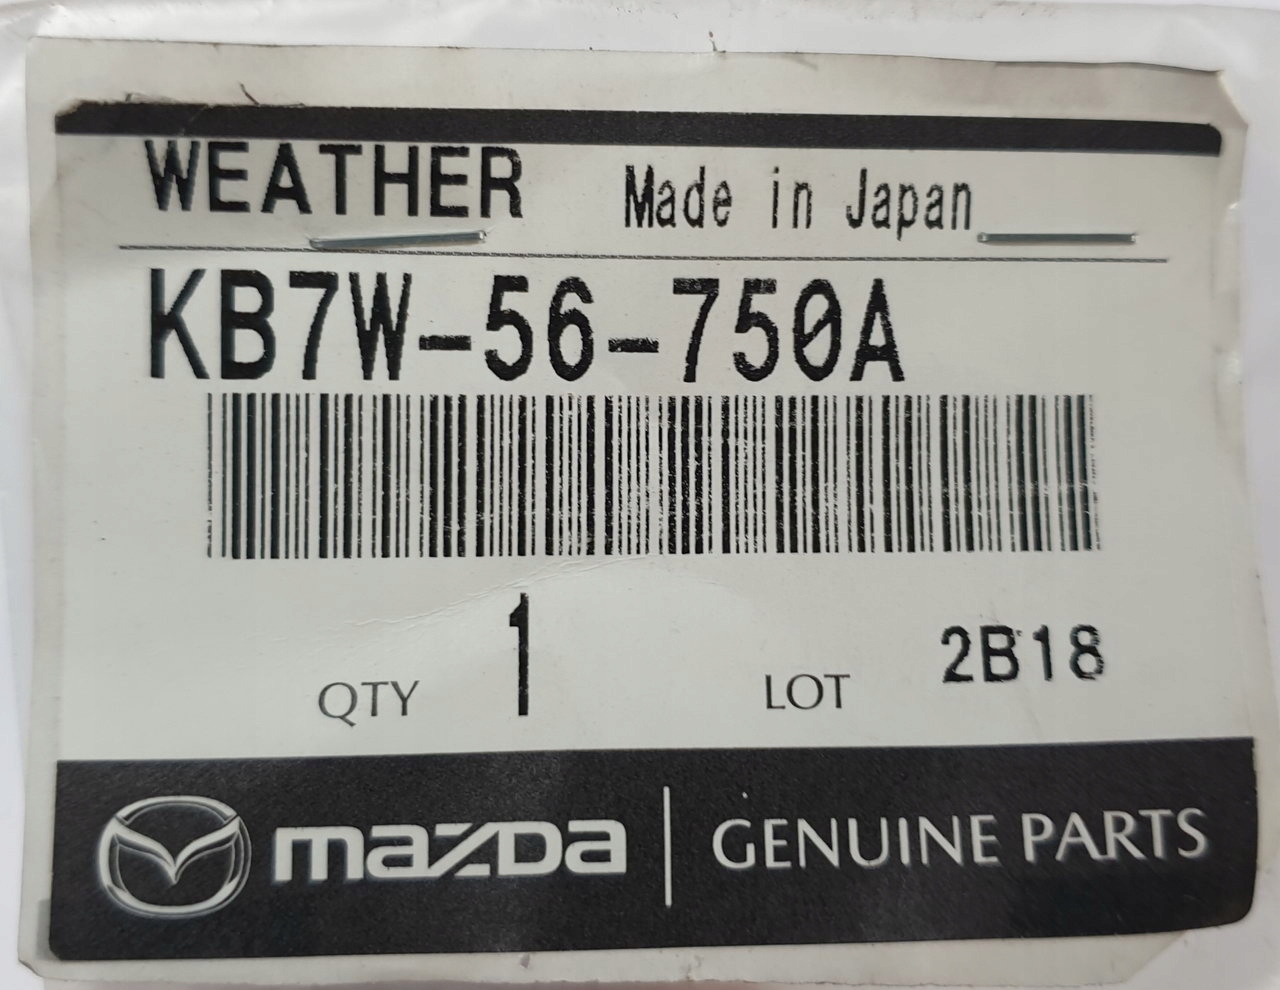 WEATHER Made in Japan
KB7W-56-750A
QTY 1 LOT 2B18
mazda GENUINE PARTS